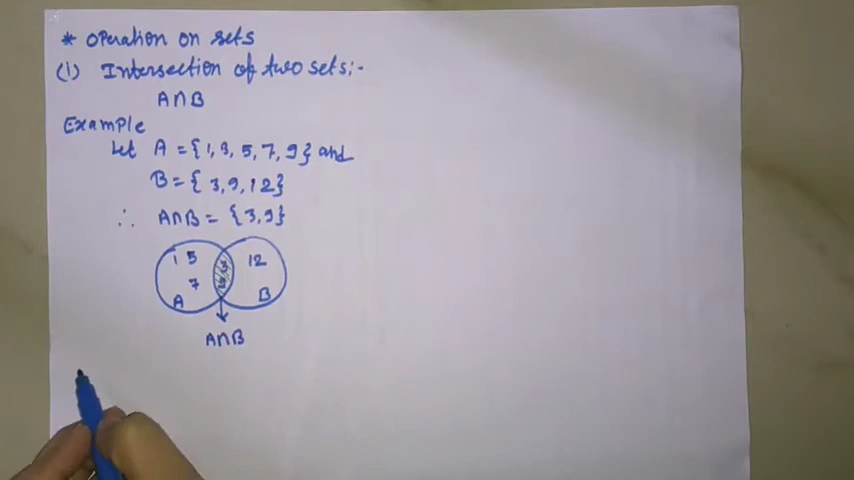 * Operation on sets
(i) Intersection of two sets:-
A∩B
Example
Let A = {1, 3, 5, 7, 9} and
B = {3, 9, 12}
∴ A∩B = {3, 9}
1 5 12
7
A B
A∩B